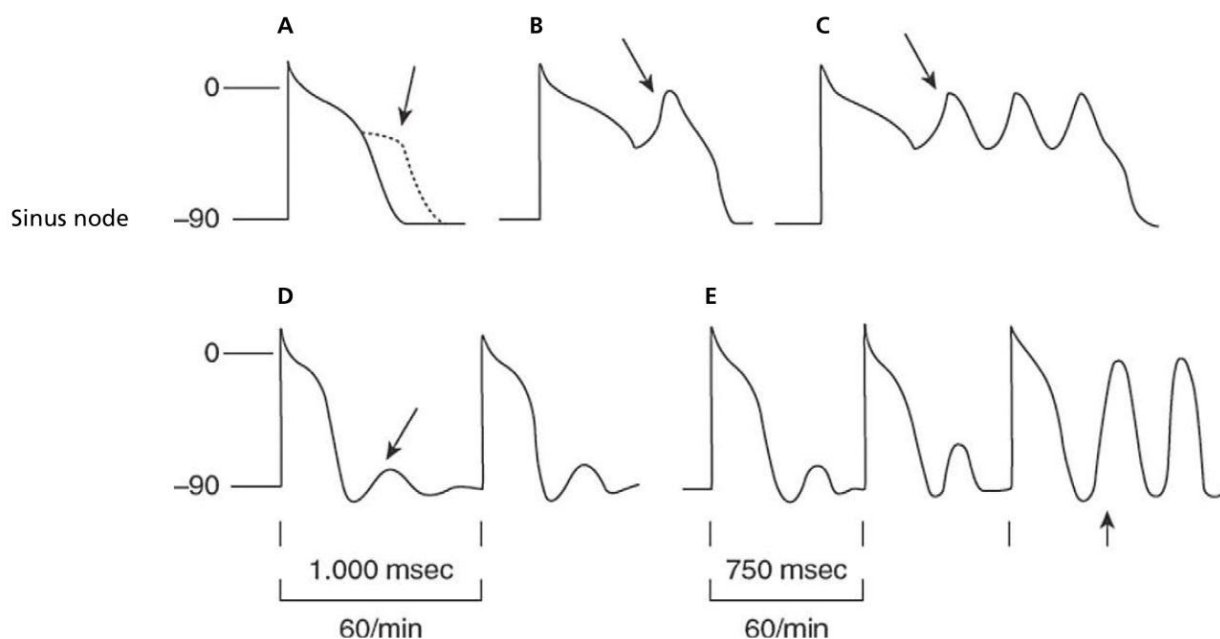 A B C
0
Sinus node –90
D E
0
–90
1.000 msec 750 msec
60/min 60/min